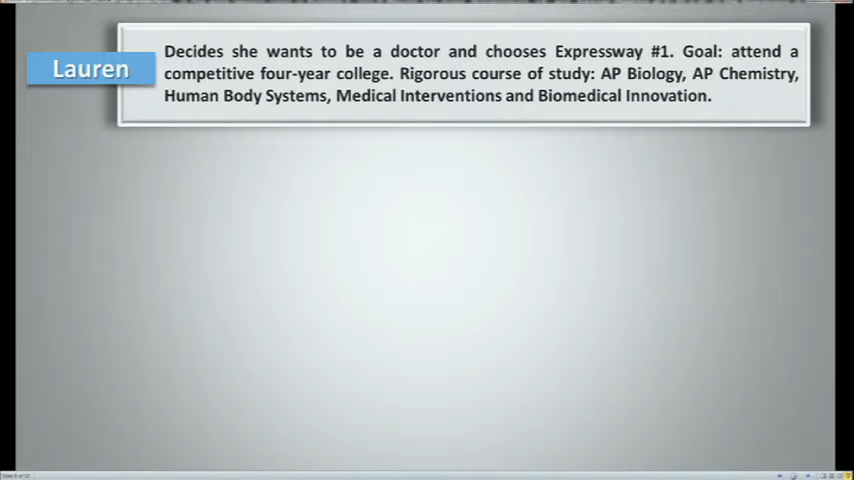 Lauren
Decides she wants to be a doctor and chooses Expressway #1. Goal: attend a
competitive four-year college. Rigorous course of study: AP Biology, AP Chemistry,
Human Body Systems, Medical Interventions and Biomedical Innovation.